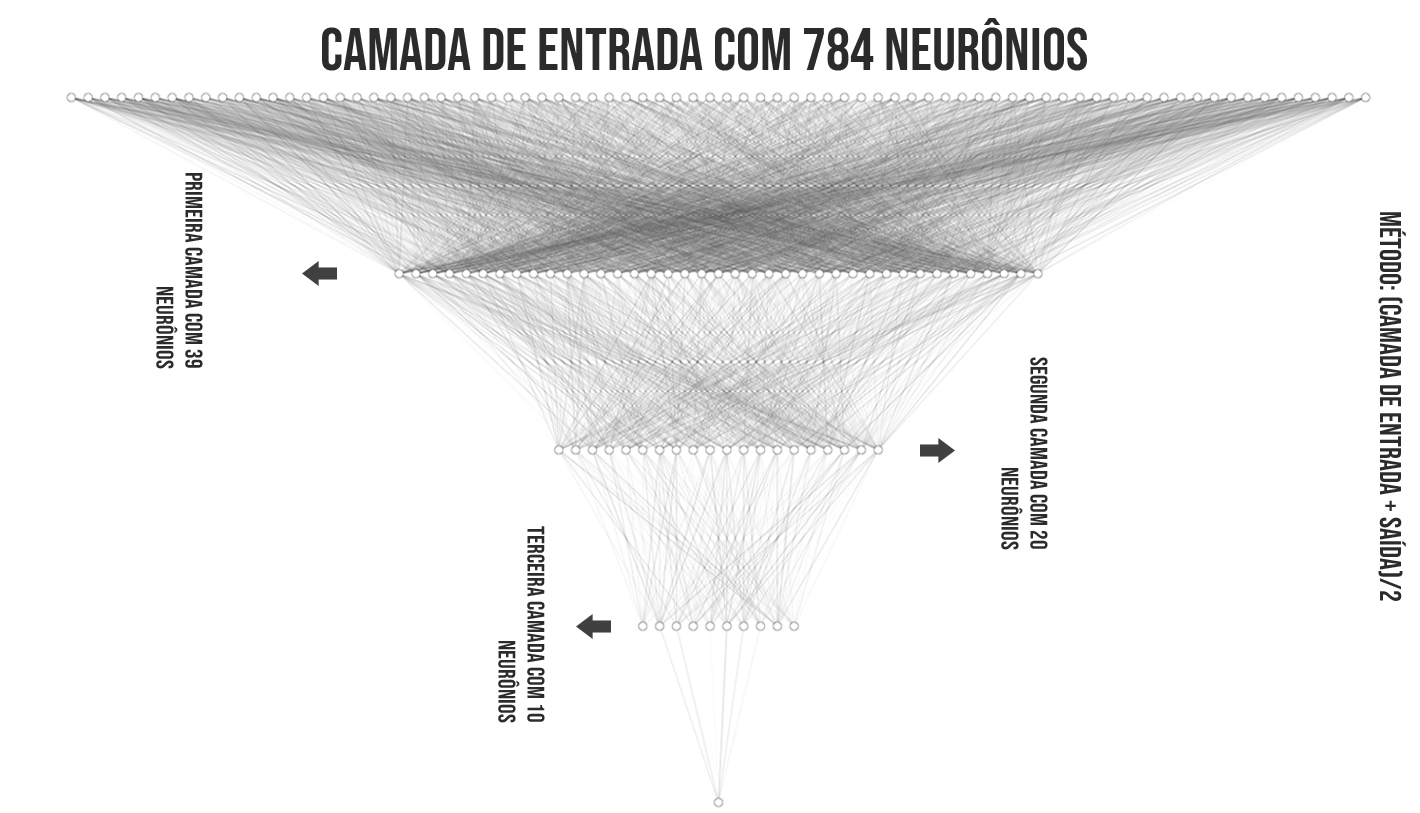 MÉTODO: (CAMADA DE ENTRADA + SAÍDA)/2
CAMADA DE ENTRADA COM 784 NEURÔNIOS
SEGUNDA CAMADA COM 20
NEURÔNIOS
TERCEIRA CAMADA COM 10
NEURÔNIOS
PRIMEIRA CAMADA COM 39
NEURÔNIOS